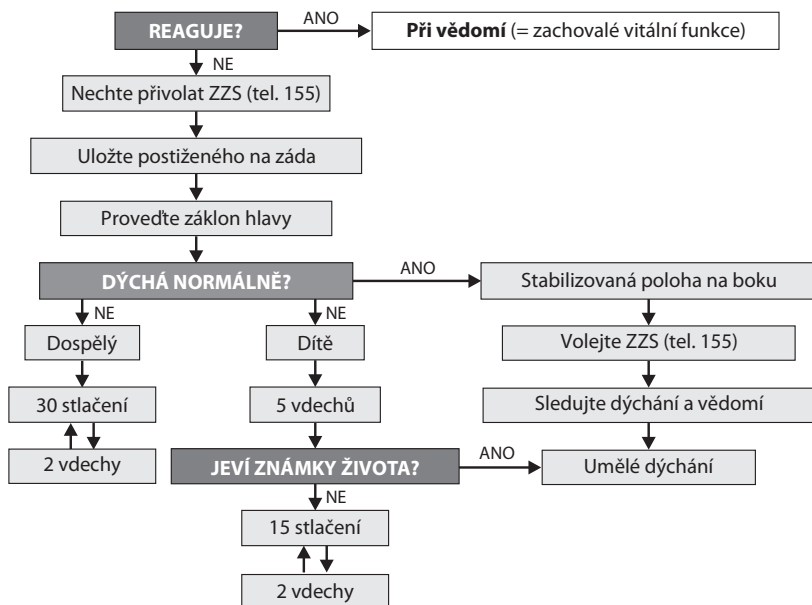 REAGUJE?
ANO
Při vědomí (= zachovalé vitální funkce)
NE
Nechte přivolat ZZS (tel. 155)
Uložte postiženého na záda
Proveďte záklon hlavy
DÝCHÁ NORMÁLNĚ?
ANO
Stabilizovaná poloha na boku
NE
NE
Dospělý
Dítě
Volejte ZZS (tel. 155)
30 stlačení
5 vdechů
Sledujte dýchání a vědomí
2 vdechy
JEVÍ ZNÁMKY ŽIVOTA?
ANO
Umělé dýchání
NE
15 stlačení
2 vdechy